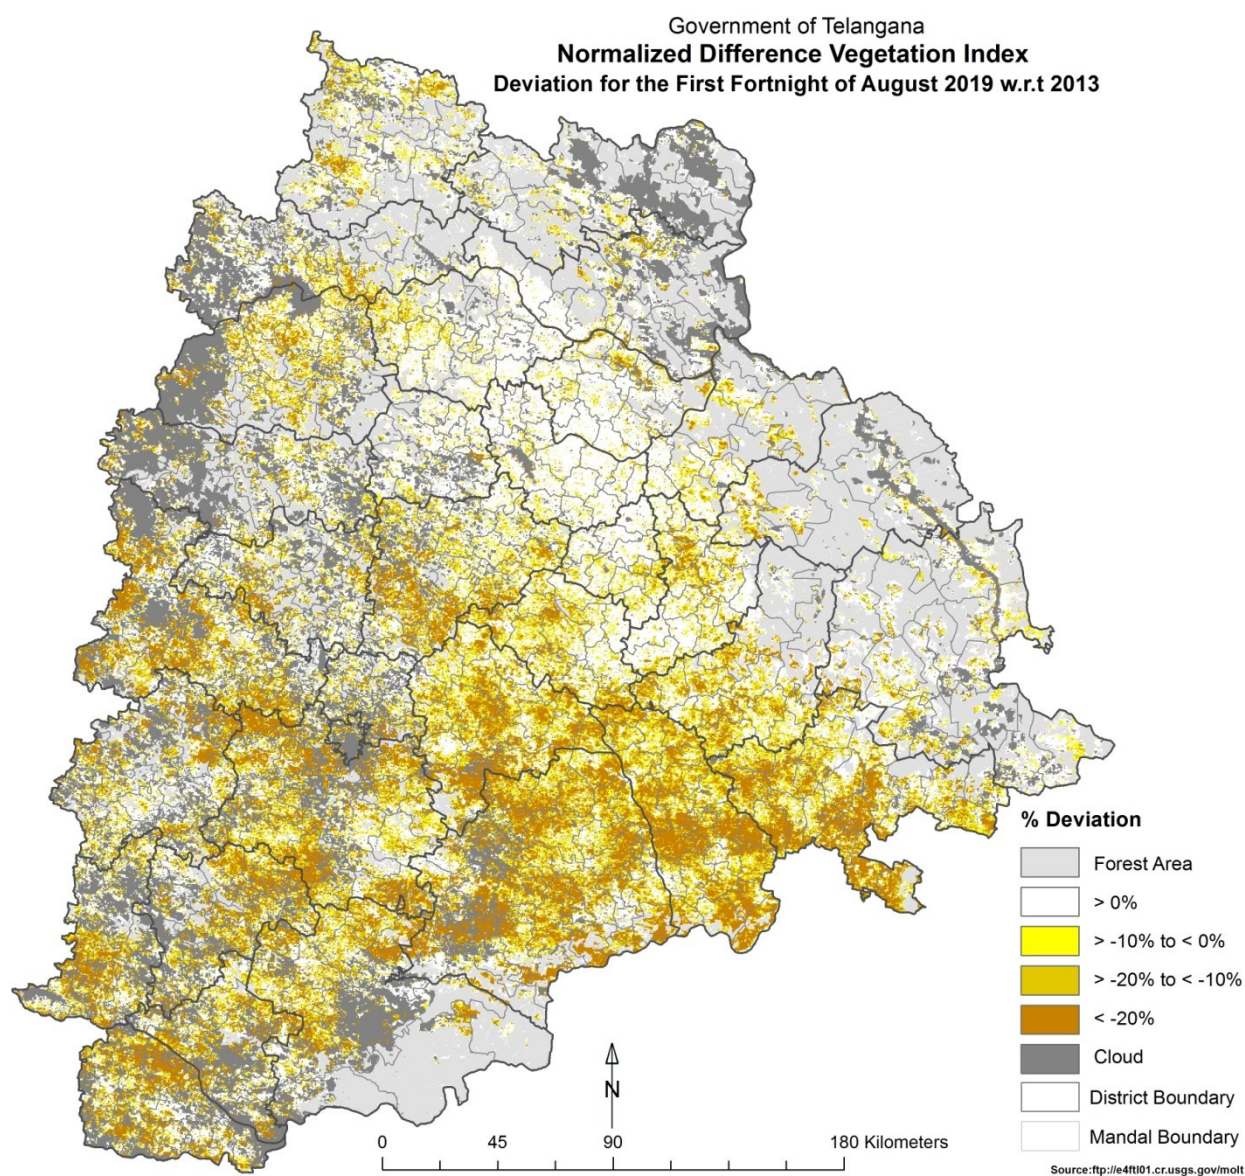 Government of Telangana
Normalized Difference Vegetation Index
Deviation for the First Fortnight of August 2019 w.r.t 2013
% Deviation
Forest Area
> 0%
> -10% to < 0%
> -20% to < -10%
< -20%
Cloud
District Boundary
Mandal Boundary
N
0 45 90 180 Kilometers
Source:ftp://e4ftl01.cr.usgs.gov/molt